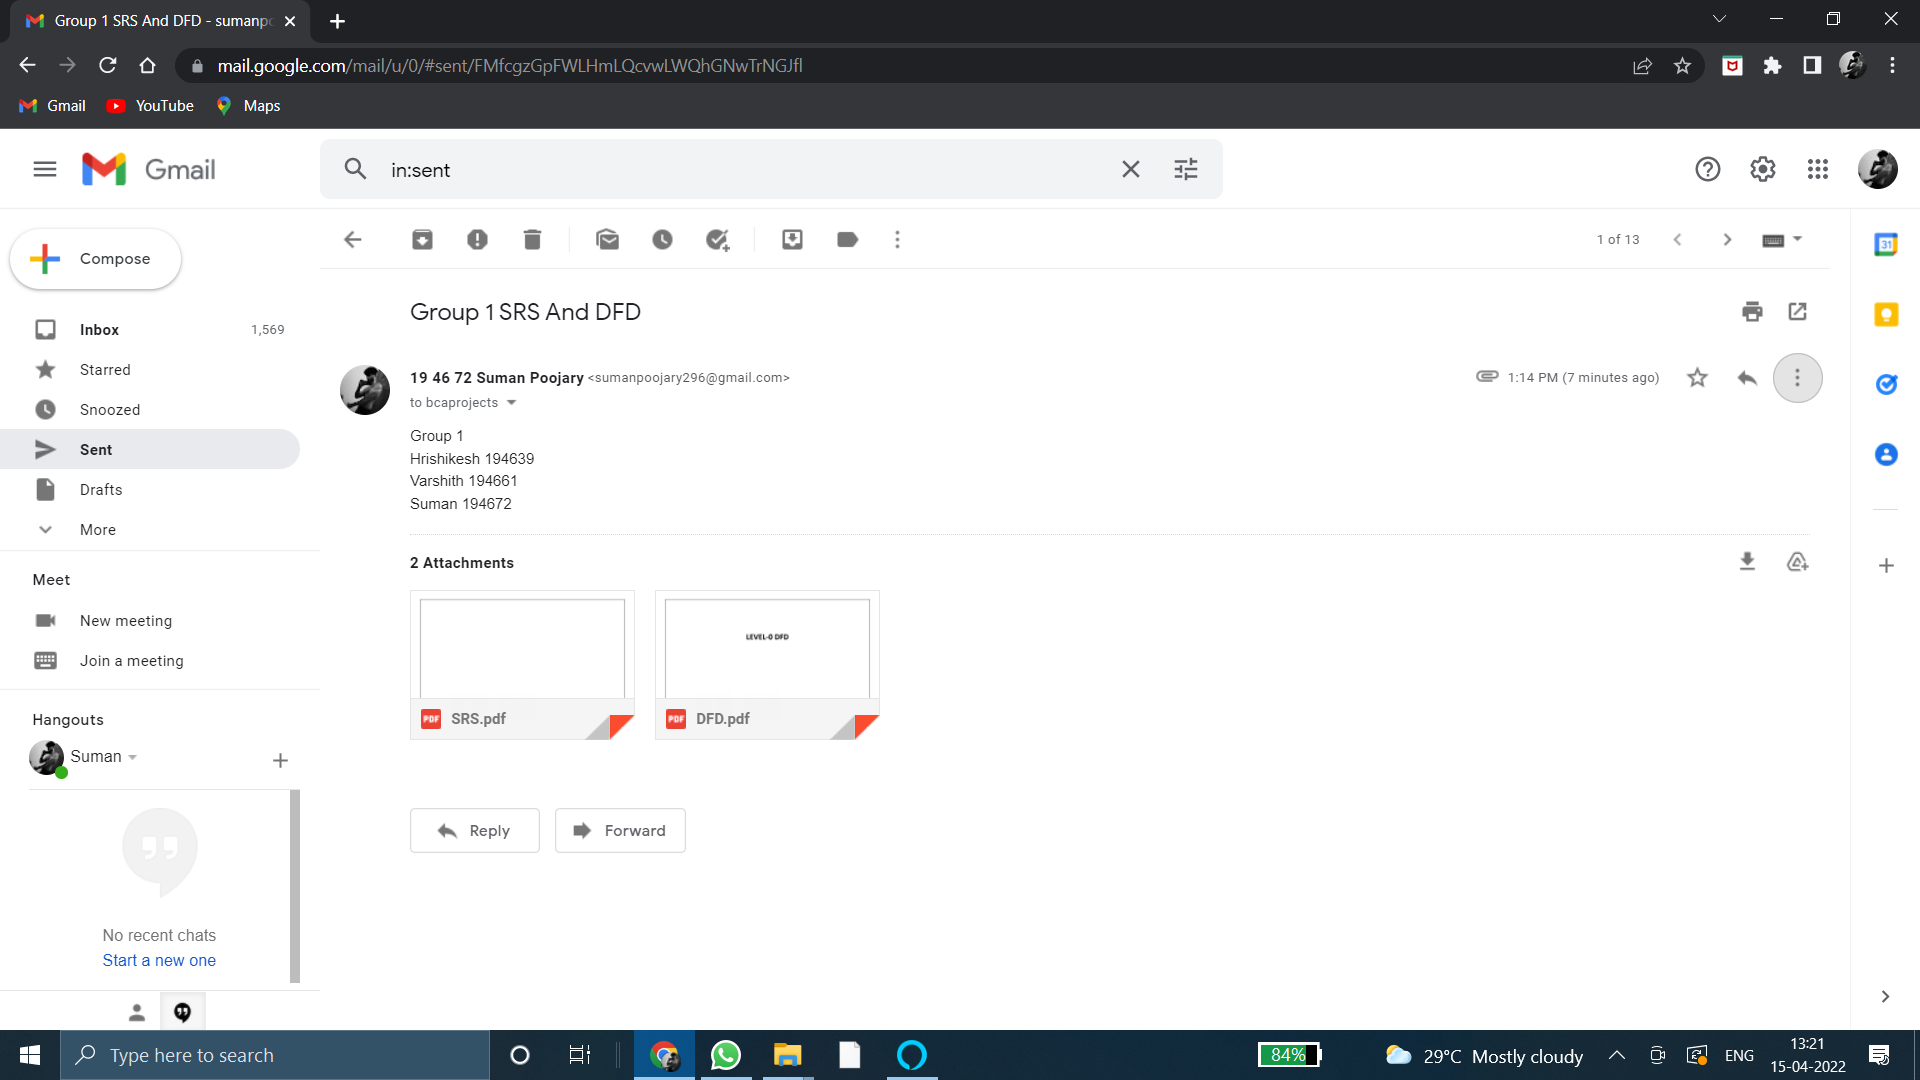 Group 1 SRS And DFD - sumanpo
mail.google.com/mail/u/0/#sent/FMfcgzGpFWLHmLQcvwLWQhGNwTrNGJfl
Gmail YouTube Maps
Gmail
in:sent
Compose
1 of 13
31
Group 1 SRS And DFD
Inbox 1,569
Starred
Snoozed
Sent
Drafts
More
19 46 72 Suman Poojary <sumanpoojary296@gmail.com>
1:14 PM (7 minutes ago)
to bcaprojects
Group 1
Hrishikesh 194639
Varshith 194661
Suman 194672
2 Attachments
LEVEL-0 DFD
PDF SRS.pdf
PDF DFD.pdf
Reply
Forward
Meet
New meeting
Join a meeting
Hangouts
Suman
No recent chats
Start a new one
Type here to search
84%
29°C Mostly cloudy
ENG
13:21
15-04-2022